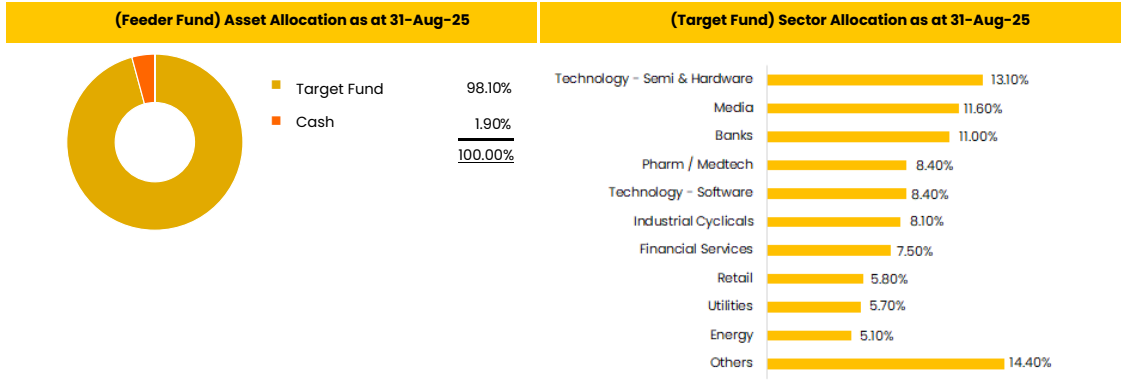 (Feeder Fund) Asset Allocation as at 31-Aug-25
Target Fund 98.10%
Cash 1.90%
100.00%
(Target Fund) Sector Allocation as at 31-Aug-25
Technology - Semi & Hardware 13.10%
Media 11.60%
Banks 11.00%
Pharm / Medtech 8.40%
Technology - Software 8.40%
Industrial Cyclicals 8.10%
Financial Services 7.50%
Retail 5.80%
Utilities 5.70%
Energy 5.10%
Others 14.40%